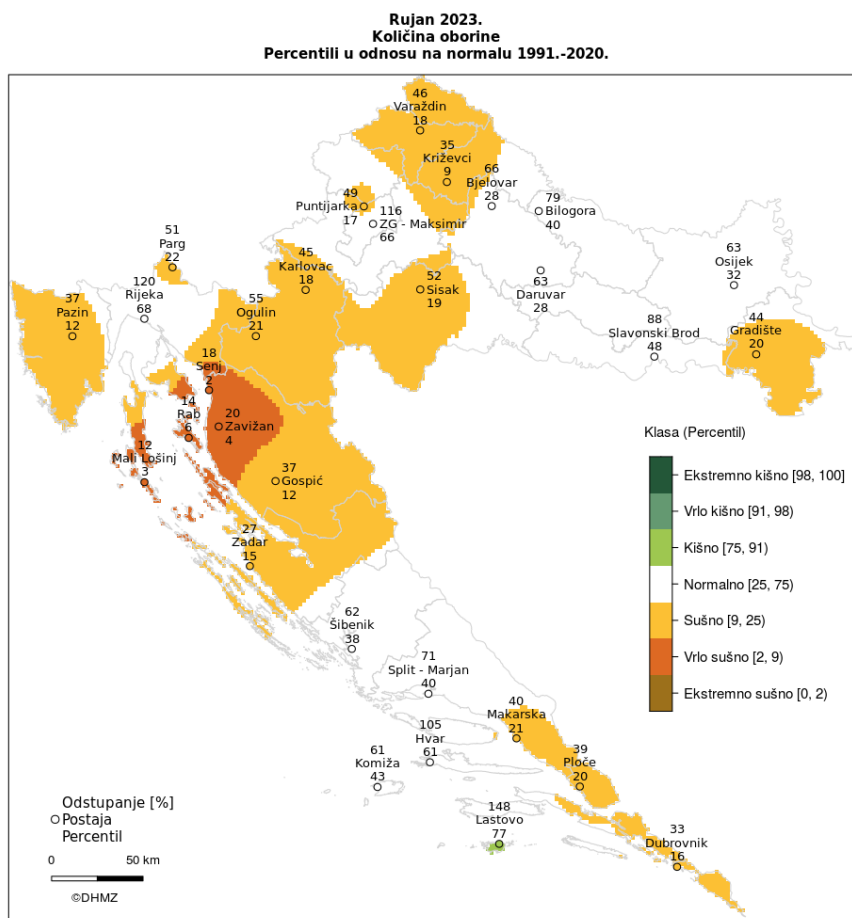 Rujan 2023.
Količina oborine
Percentili u odnosu na normalu 1991.-2020.
46
Varaždin
18
35
Križevci
9
66
Bjelovar
28
49
Puntijarka
17
116
ZG - Maksimir
66
79
Bilogora
40
51
Parg
22
45
Karlovac
18
52
Sisak
19
63
Daruvar
28
63
Osijek
32
120
Rijeka
68
37
Pazin
12
55
Ogulin
21
88
Slavonski Brod
48
44
Gradište
20
18
Senj
2
14
Rab
6
20
Zavižan
4
12
Mali Lošinj
3
37
Gospić
12
27
Zadar
15
Klasa (Percentil)
Ekstremno kišno [98, 100]
Vrlo kišno [91, 98)
Kišno [75, 91)
Normalno [25, 75)
Sušno [9, 25)
Vrlo sušno [2, 9)
Ekstremno sušno [0, 2)
62
Šibenik
38
71
Split - Marjan
40
40
Makarska
21
105
Hvar
61
61
Komiža
43
39
Ploče
20
148
Lastovo
77
33
Dubrovnik
16
Odstupanje [%]
Postaja
Percentil
0 50 km
©DHMZ